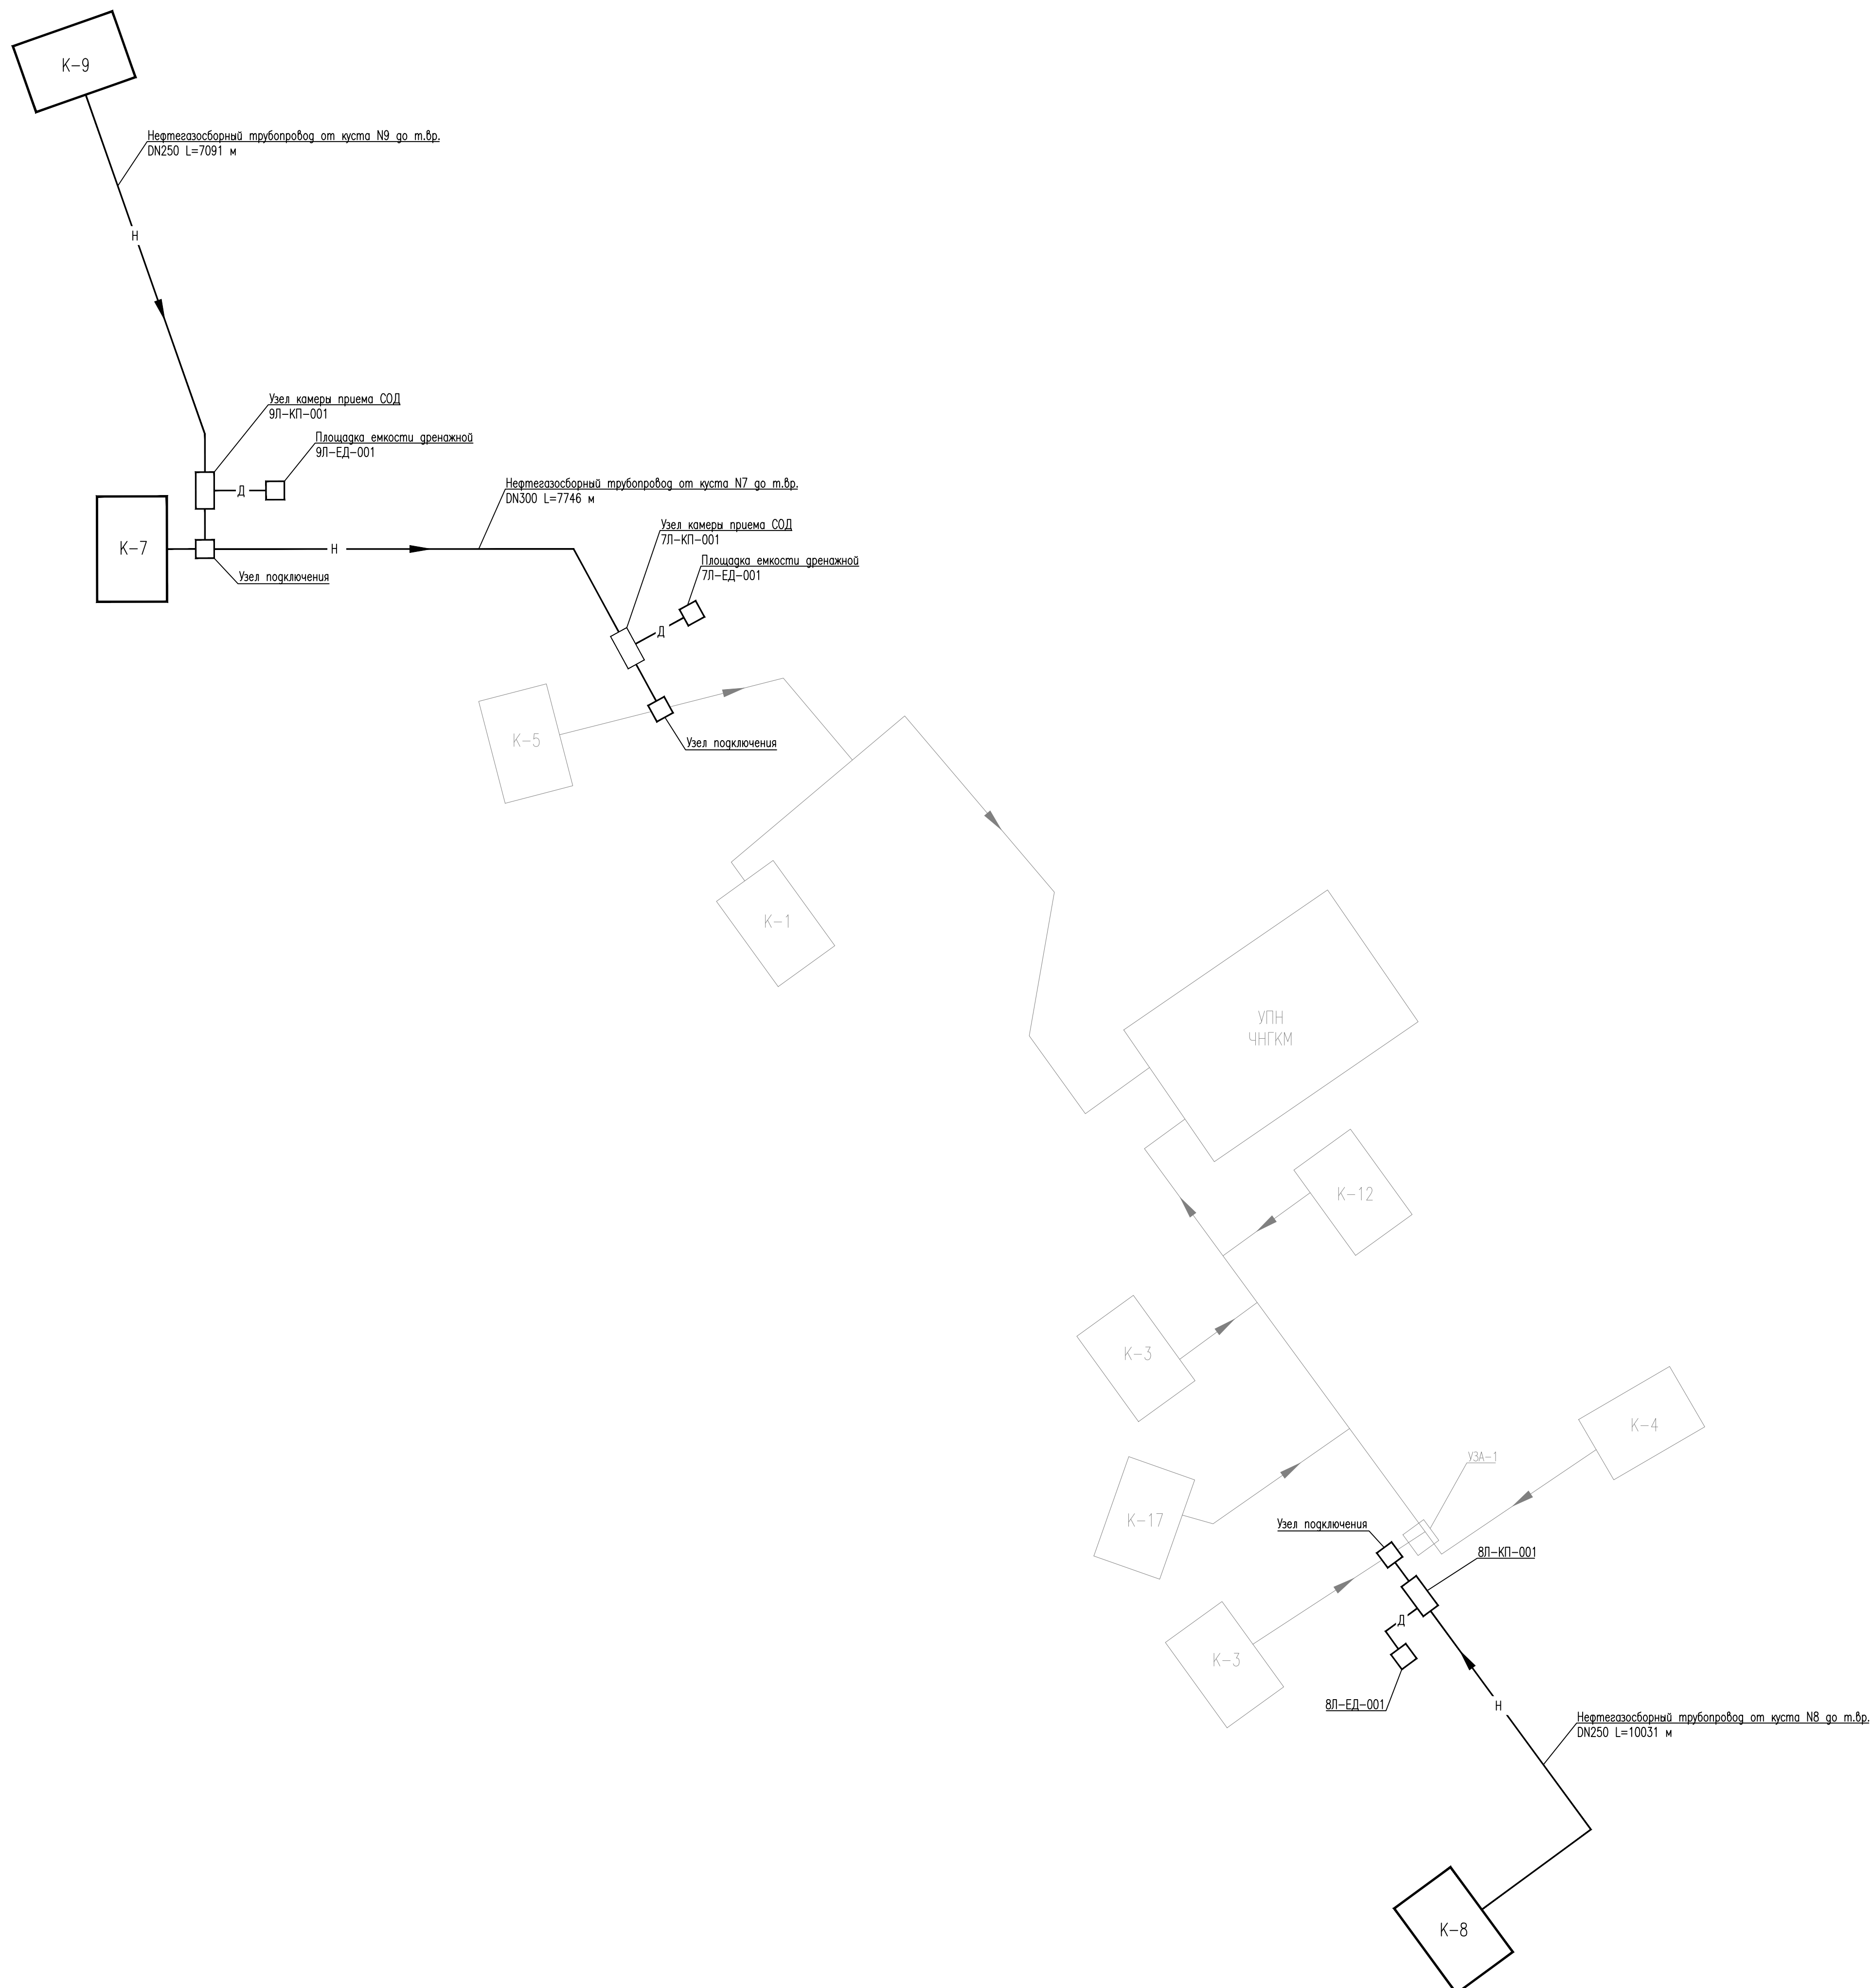 К-9
Нефтегазосборный трубопровод от куста N9 до т.вр.
DN250 L=7091 м
Н
Узел камеры приема СОД
9Л-КП-001
Площадка емкости дренажной
9Л-ЕД-001
Д
К-7
Узел подключения
Н
Нефтегазосборный трубопровод от куста N7 до т.вр.
DN300 L=7746 м
Узел камеры приема СОД
7Л-КП-001
Площадка емкости дренажной
7Л-ЕД-001
Д
К-5
Узел подключения
К-1
УПН
ЧНГКМ
К-12
К-3
К-4
УЗА-1
К-17
Узел подключения
8Л-КП-001
Д
К-3
8Л-ЕД-001
Н
Нефтегазосборный трубопровод от куста N8 до т.вр.
DN250 L=10031 м
К-8